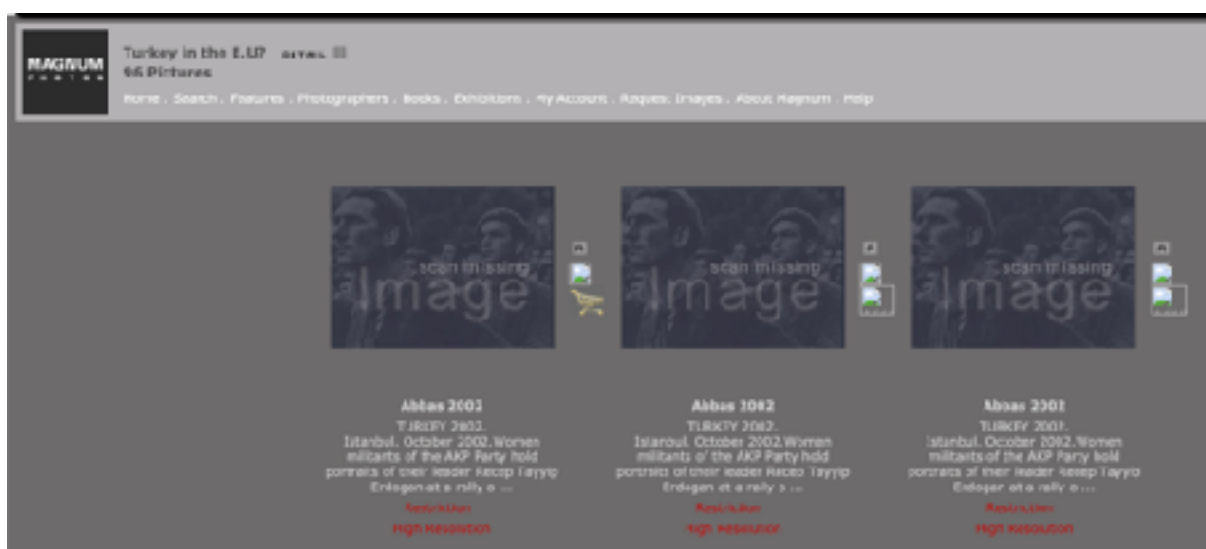 MAGNUM
PHOTOS
Turkey in the E.U? DETAIL
96 Pictures
Home . Search . Features . Photographers . Books . Exhibitions . My Account . Request Images . About Magnum . Help
scan missing
Image
scan missing
Image
scan missing
Image
Abbas 2002
TURKEY 2002.
Istanbul. October 2002.Women
militants of the AKP Party hold
portraits of their leader Recep Tayyip
Erdogan at a rally o ...
Restriction
High Resolution
Abbas 2002
TURKEY 2002.
Istanbul. October 2002.Women
militants of the AKP Party hold
portraits of their leader Recep Tayyip
Erdogan at a rally o ...
Restriction
High Resolution
Abbas 2002
TURKEY 2002.
Istanbul. October 2002.Women
militants of the AKP Party hold
portraits of their leader Recep Tayyip
Erdogan at a rally o ...
Restriction
High Resolution